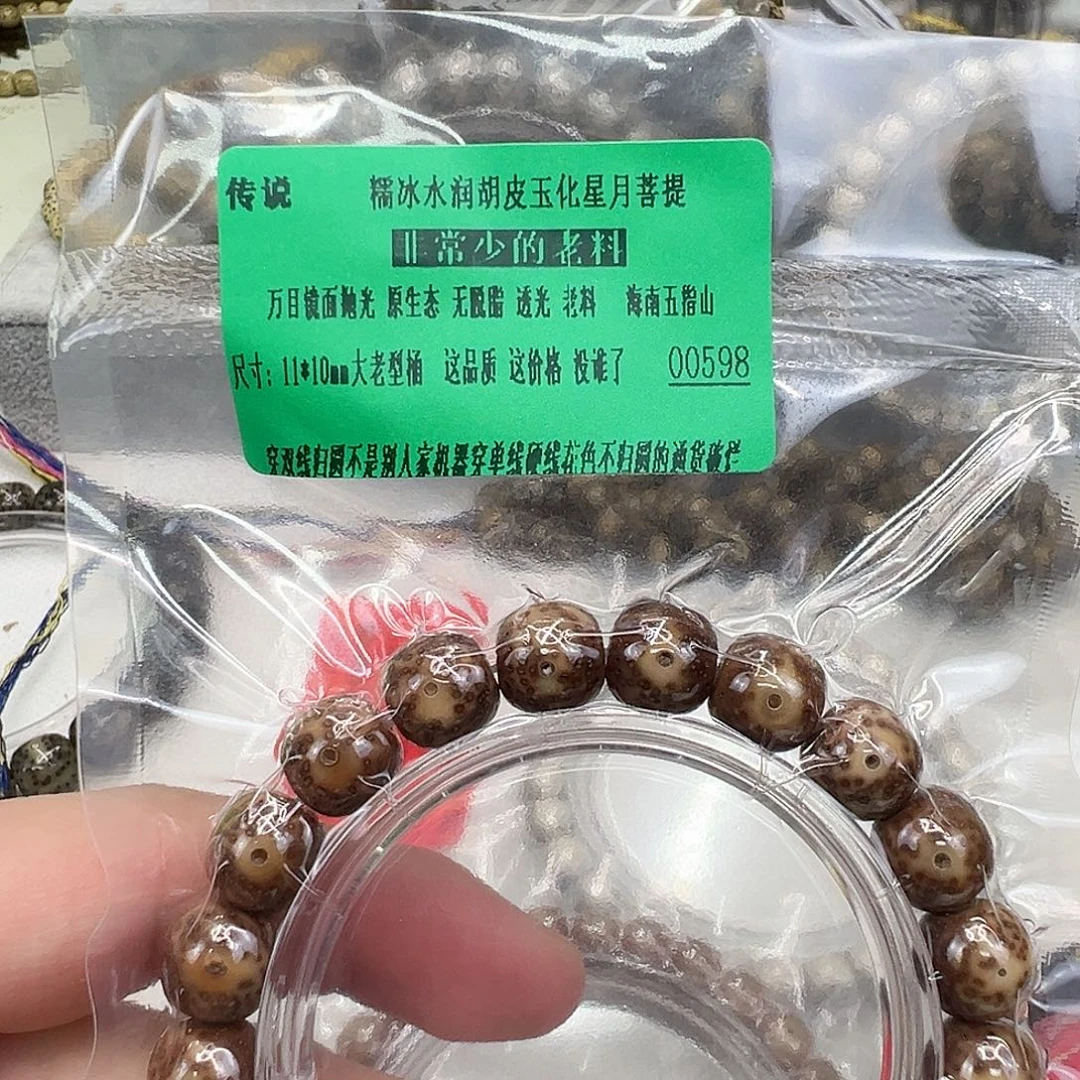 传说 糯冰水润胡皮玉化星月菩提
非常少的老料
万目镜面抛光 原生态 无脱脂 透光 老料 海南五指山
尺寸：11*10mm大老型桶 这品质 这价格 没谁了 00598
穿双线归圆不是别人家机器穿单线硬线花色不归圆的通货破烂